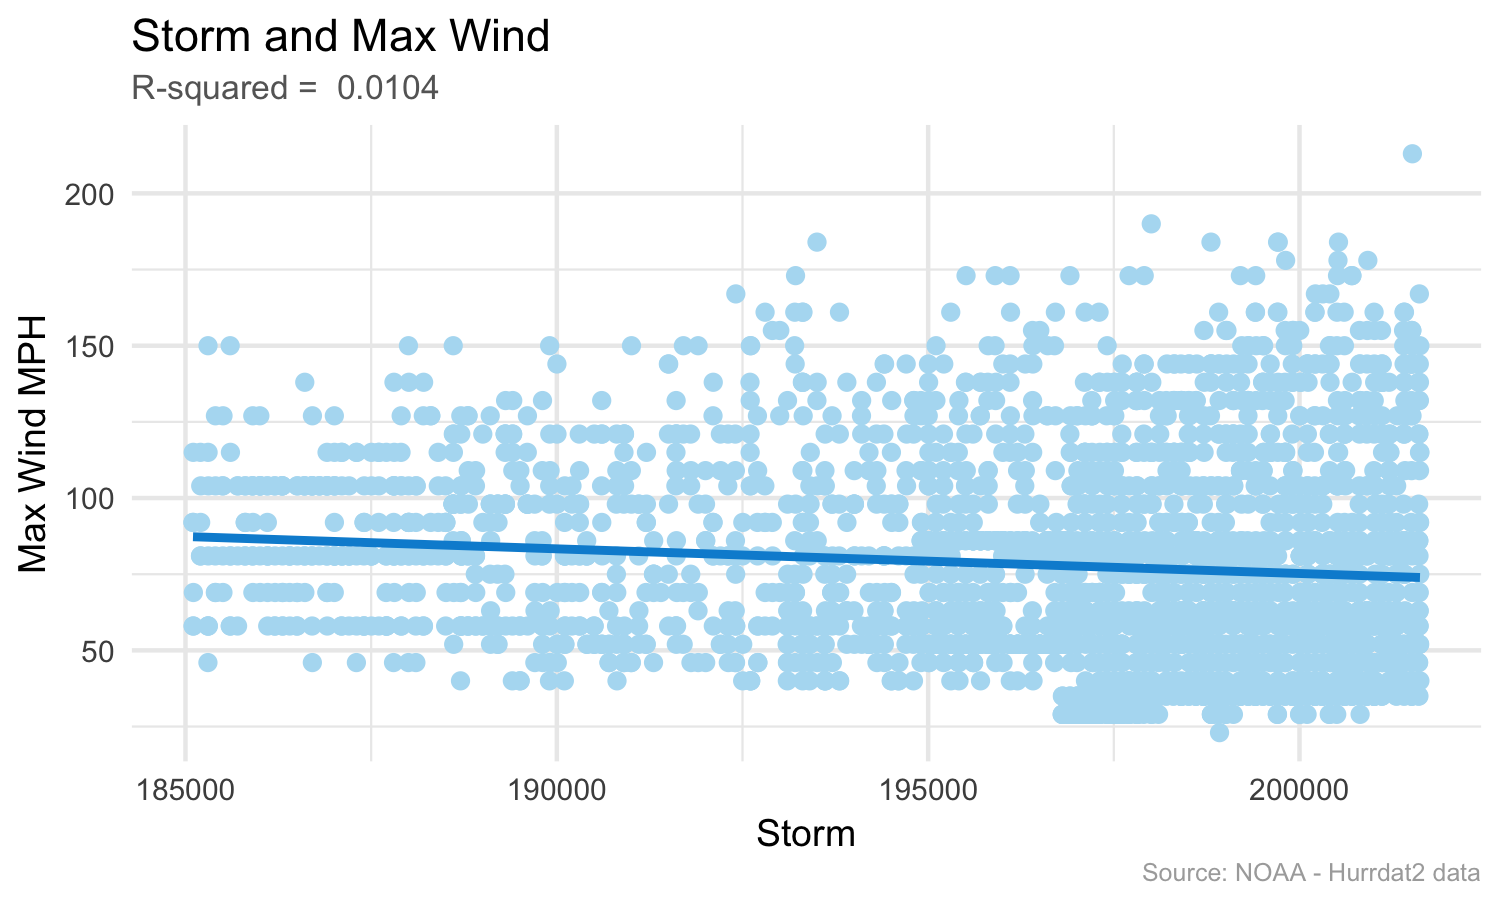 Storm and Max Wind
R-squared =  0.0104
Max Wind MPH
200
150
100
50
185000
190000
195000
200000
Storm
Source: NOAA - Hurrdat2 data